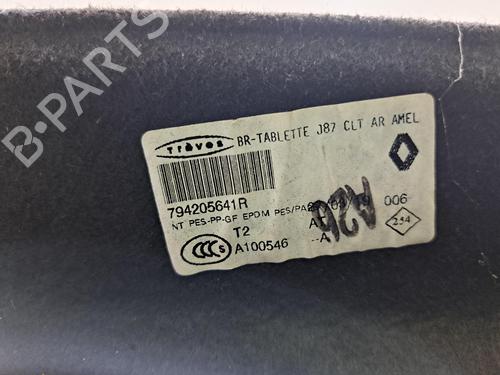 Trèves
BR-TABLETTE J87 CLT AR AMEL
794205641R
NT PES-PP-GF EPDM PES/PA 006
T2
A100546 --A
CCC S
254
A26
B-PARTS